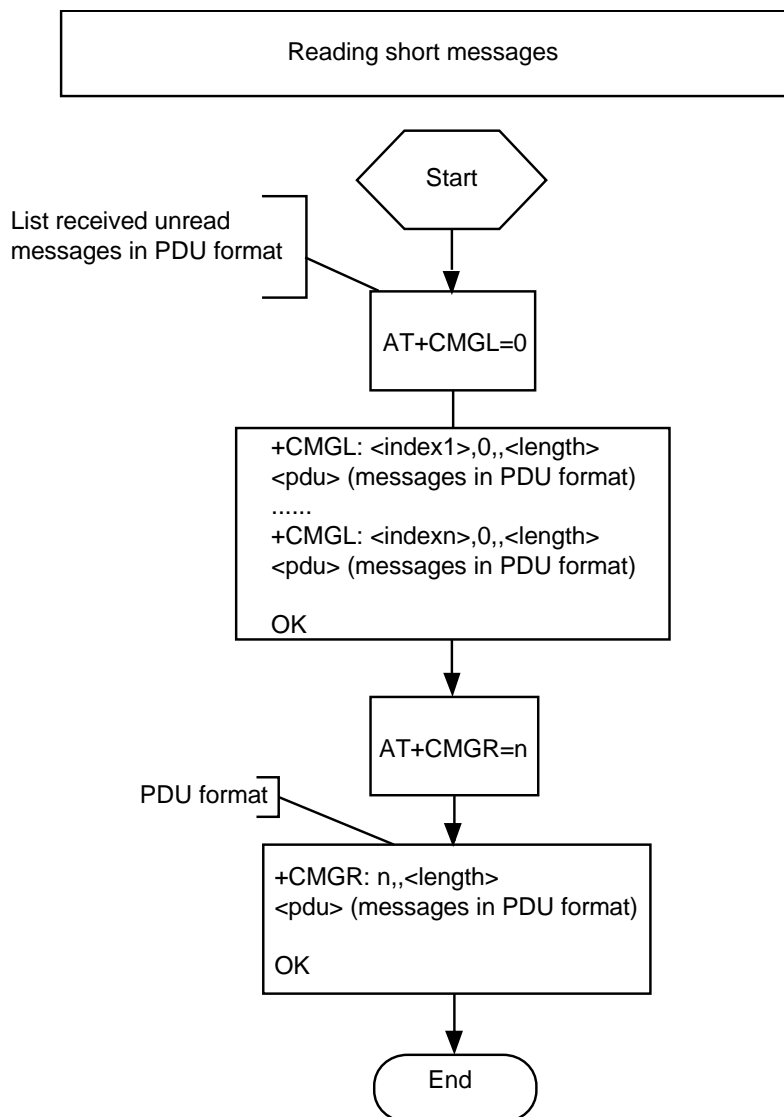 Reading short messages
Start
List received unread
messages in PDU format
AT+CMGL=0
+CMGL: <index1>,0,,<length>
<pdu> (messages in PDU format)
......
+CMGL: <indexn>,0,,<length>
<pdu> (messages in PDU format)
OK
AT+CMGR=n
PDU format
+CMGR: n,,<length>
<pdu> (messages in PDU format)
OK
End